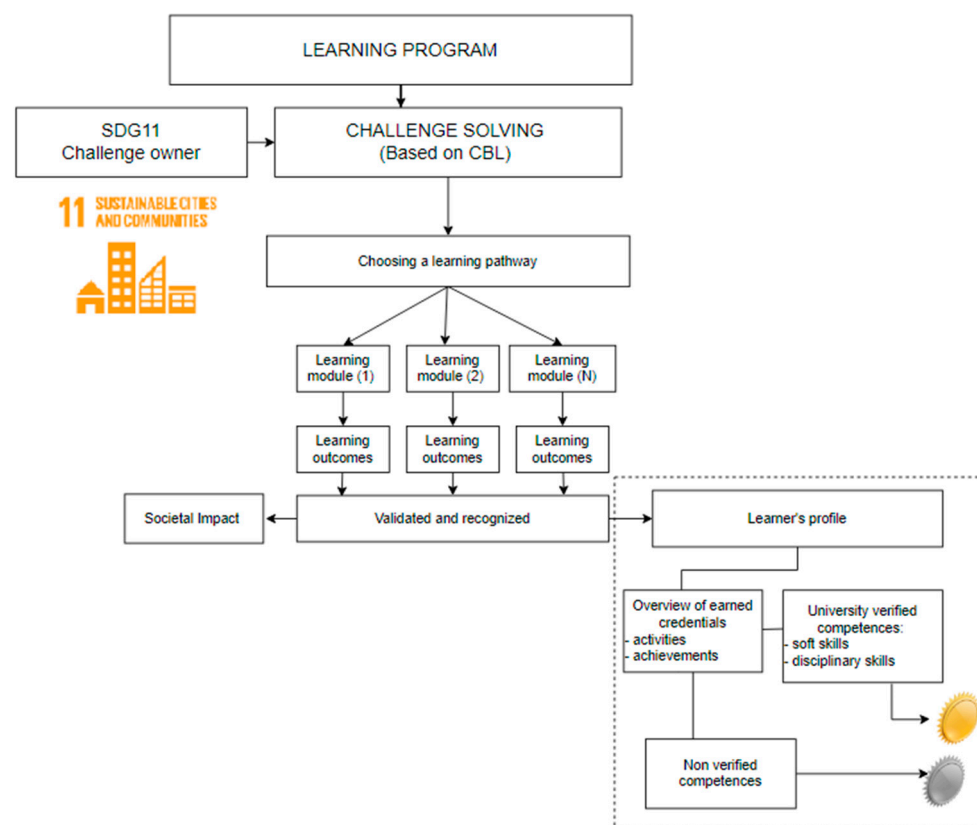 LEARNING PROGRAM
SDG11
Challenge owner
CHALLENGE SOLVING
(Based on CBL)
11 SUSTAINABLE CITIES
AND COMMUNITIES
Choosing a learning pathway
Learning
module (1)
Learning
module (2)
Learning
module (N)
Learning
outcomes
Learning
outcomes
Learning
outcomes
Societal Impact
Validated and recognized
Learner's profile
Overview of earned
credentials
- activities
- achievements
University verified
competences:
- soft skills
- disciplinary skills
Non verified
competences